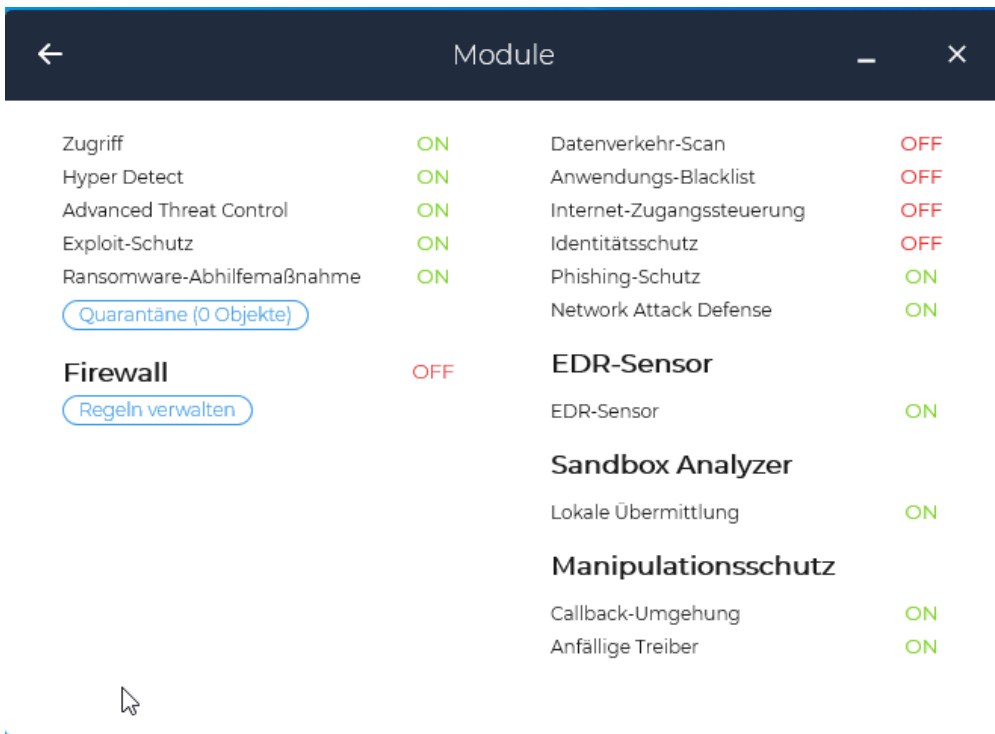 Module
Zugriff ON
Hyper Detect ON
Advanced Threat Control ON
Exploit-Schutz ON
Ransomware-Abhilfemaßnahme ON
Quarantäne (0 Objekte)
Firewall OFF
Regeln verwalten
Datenverkehr-Scan OFF
Anwendungs-Blacklist OFF
Internet-Zugangssteuerung OFF
Identitätsschutz OFF
Phishing-Schutz ON
Network Attack Defense ON
EDR-Sensor
EDR-Sensor ON
Sandbox Analyzer
Lokale Übermittlung ON
Manipulationsschutz
Callback-Umgehung ON
Anfällige Treiber ON